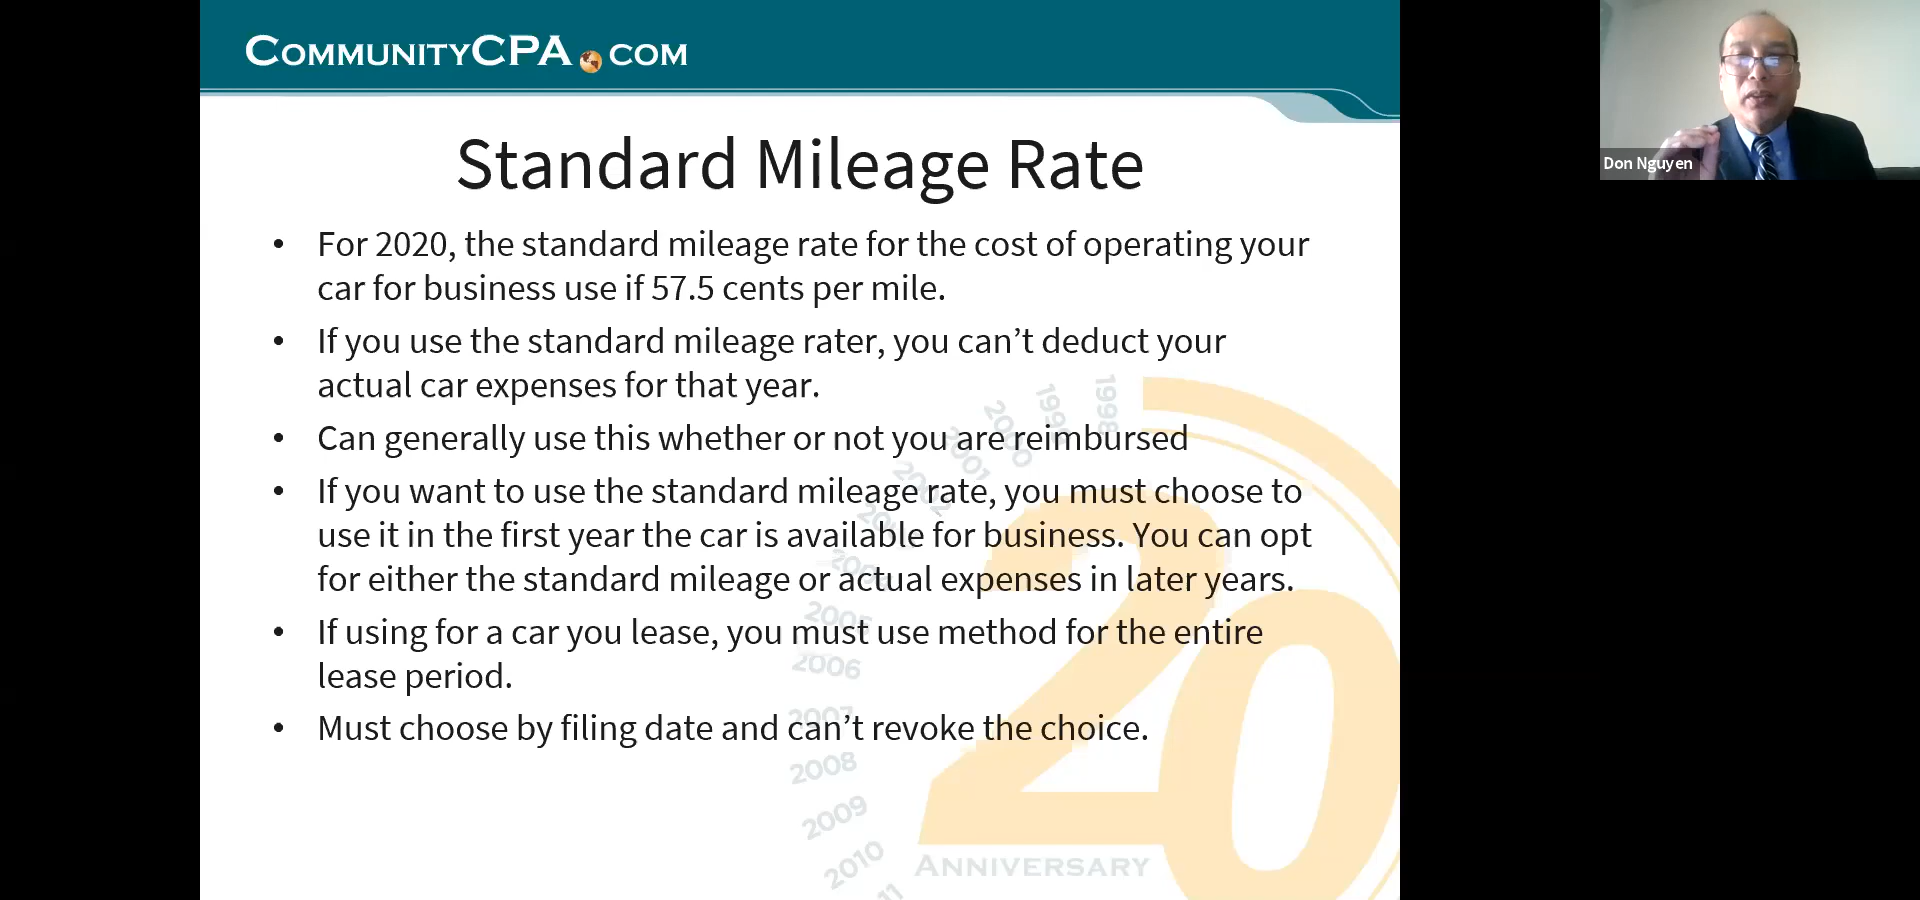 COMMUNITYCPA.COM
Don Nguyen
Standard Mileage Rate
• For 2020, the standard mileage rate for the cost of operating your
car for business use if 57.5 cents per mile.
• If you use the standard mileage rater, you can’t deduct your
actual car expenses for that year.
• Can generally use this whether or not you are reimbursed
• If you want to use the standard mileage rate, you must choose to
use it in the first year the car is available for business. You can opt
for either the standard mileage or actual expenses in later years.
• If using for a car you lease, you must use method for the entire
lease period.
• Must choose by filing date and can’t revoke the choice.
1998
1999
2000
2001
2002
2005
2006
2007
2008
2009
2010
20
ANNIVERSARY